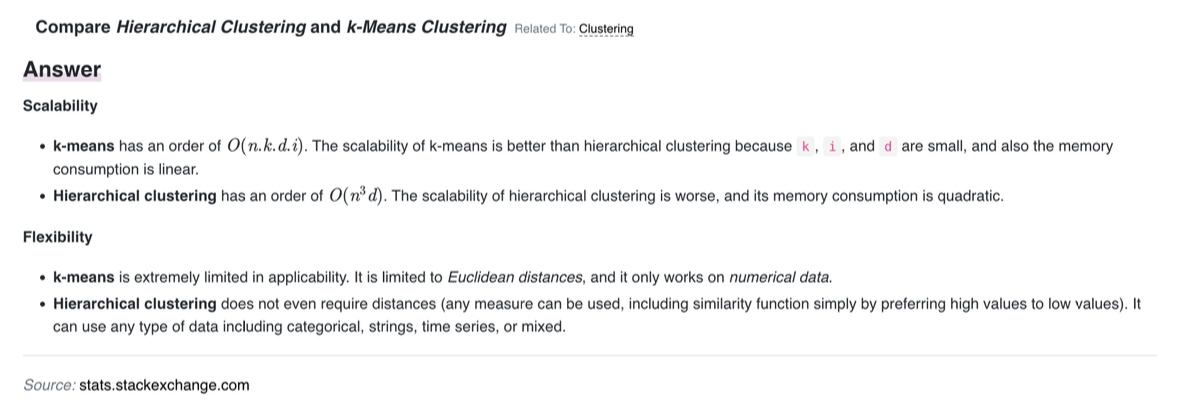 Compare Hierarchical Clustering and k-Means Clustering Related To: Clustering
Answer
Scalability
• k-means has an order of O(n.k.d.i). The scalability of k-means is better than hierarchical clustering because k, i, and d are small, and also the memory
consumption is linear.
• Hierarchical clustering has an order of O(n³d). The scalability of hierarchical clustering is worse, and its memory consumption is quadratic.
Flexibility
• k-means is extremely limited in applicability. It is limited to Euclidean distances, and it only works on numerical data.
• Hierarchical clustering does not even require distances (any measure can be used, including similarity function simply by preferring high values to low values). It
can use any type of data including categorical, strings, time series, or mixed.
Source: stats.stackexchange.com